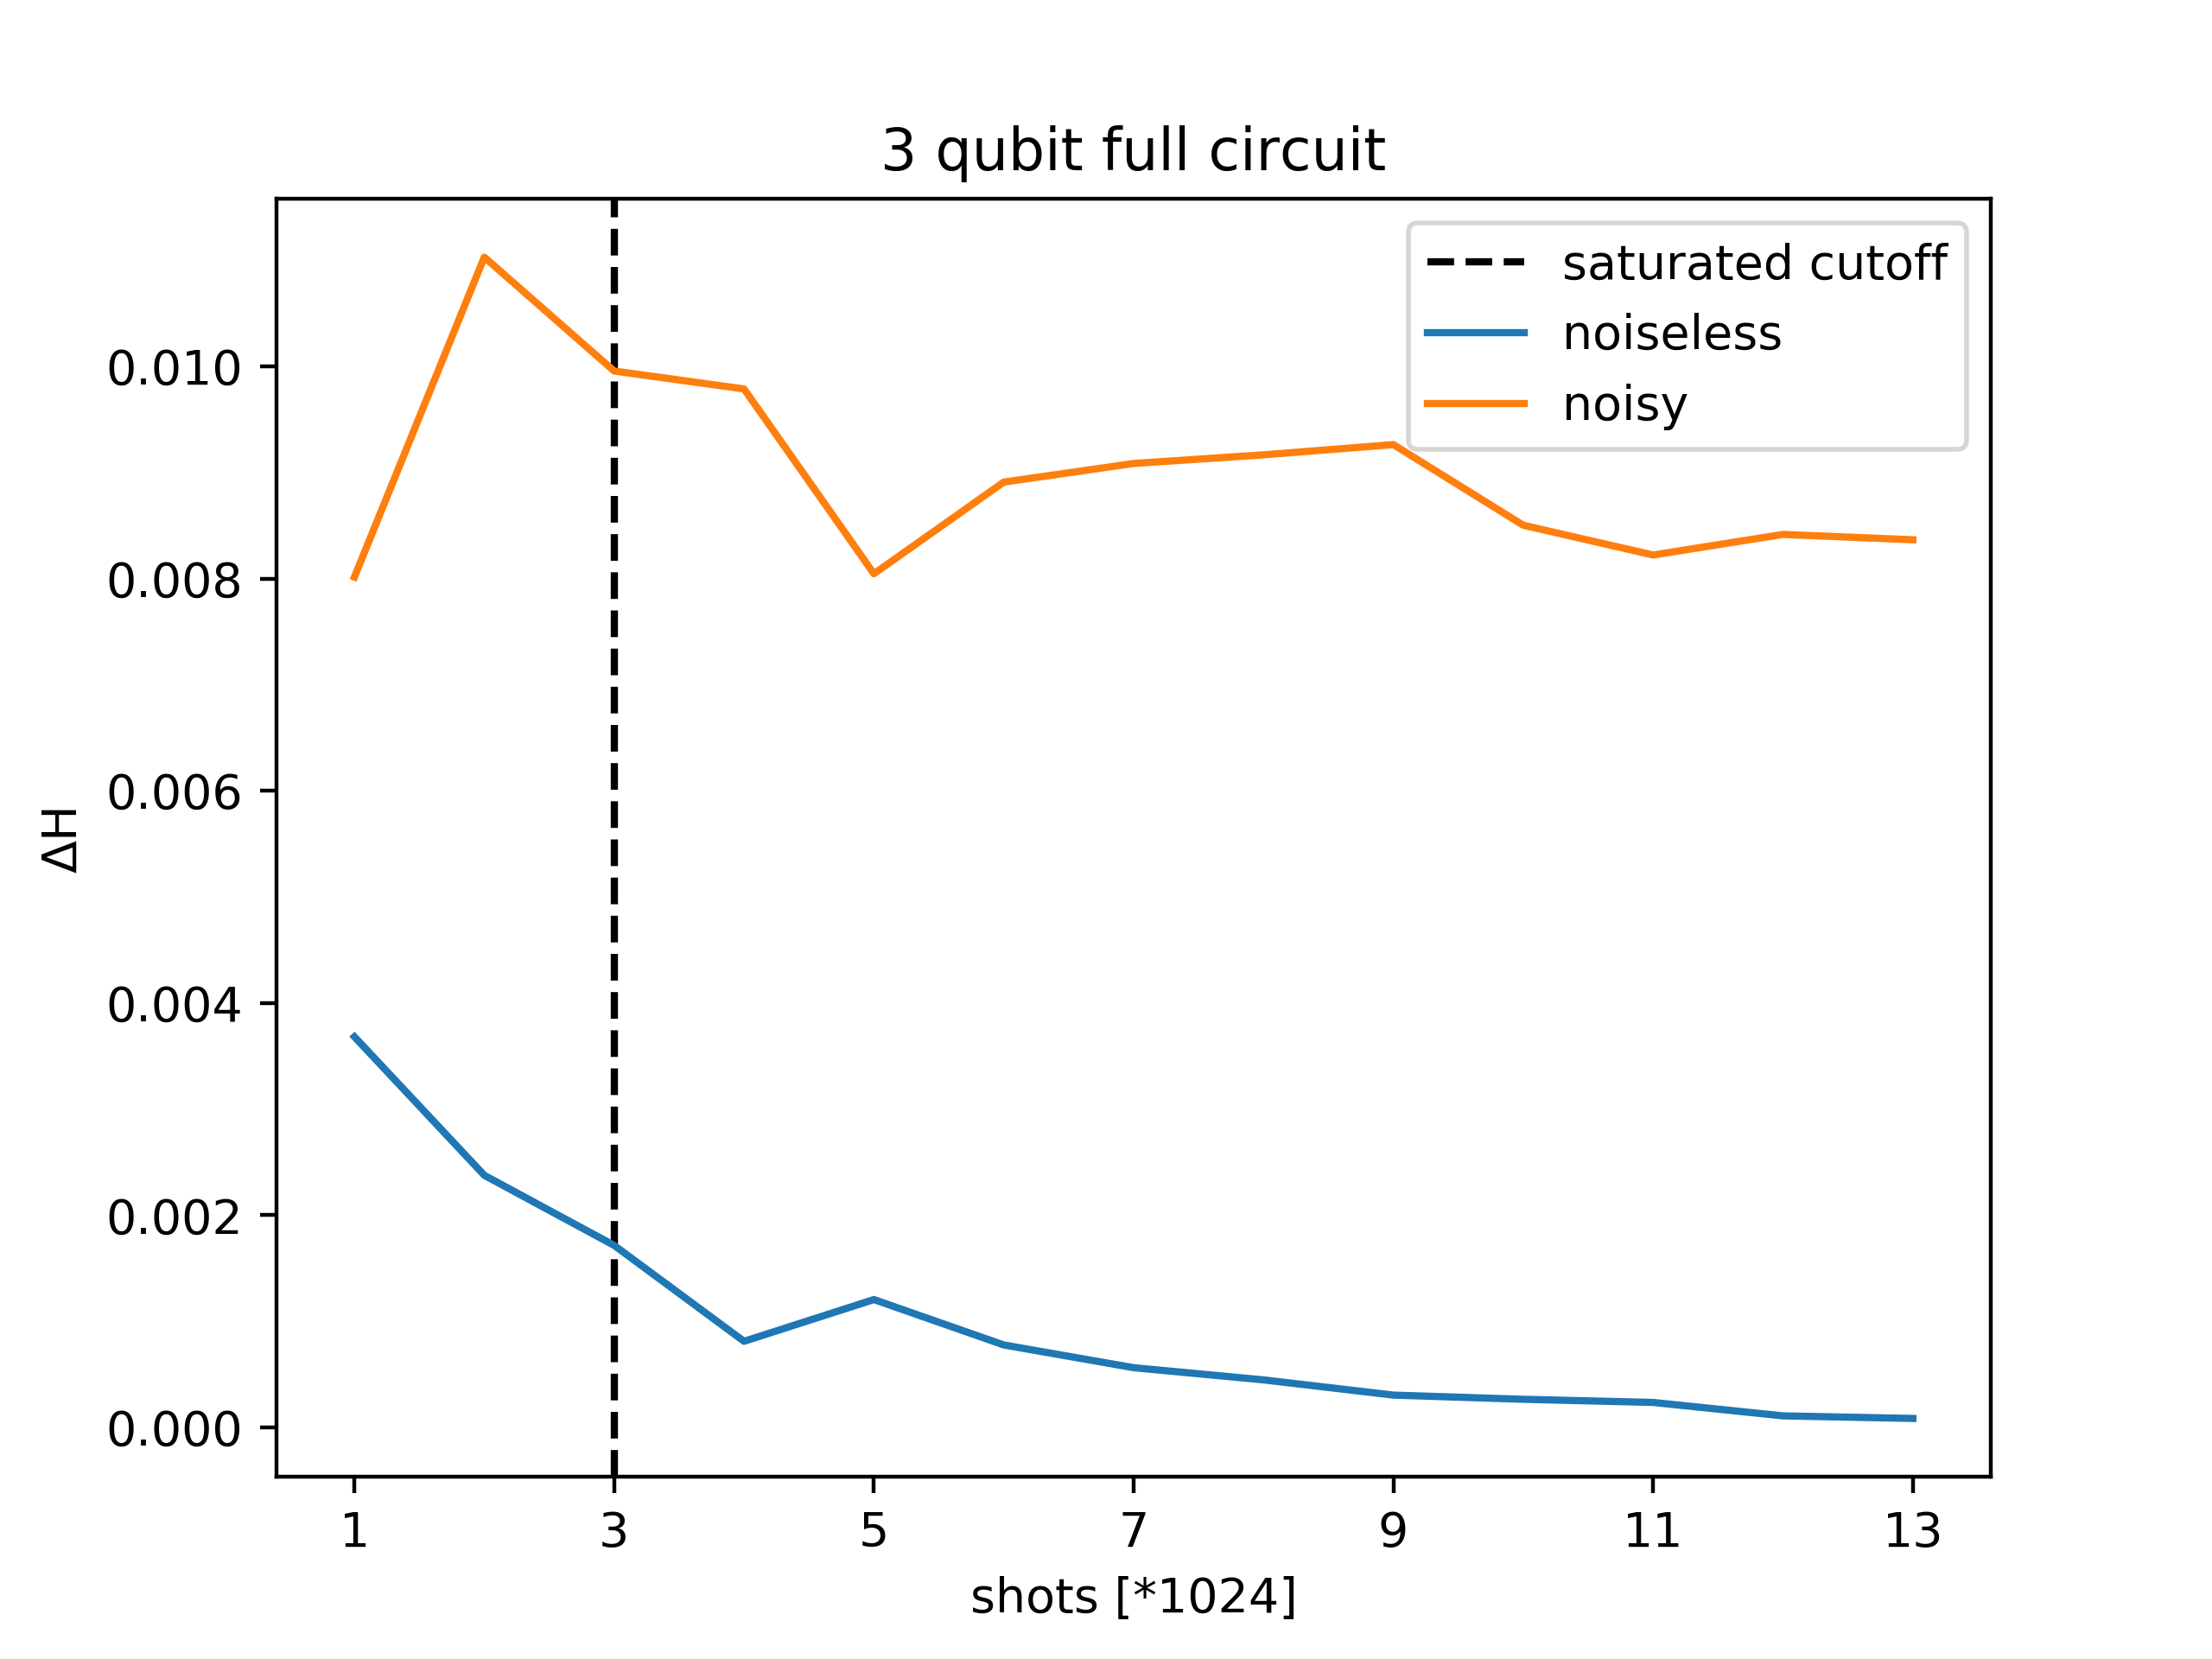 3 qubit full circuit
saturated cutoff
noiseless
noisy
0.010
0.008
0.006
0.004
0.002
0.000
ΔH
1 3 5 7 9 11 13
shots [*1024]